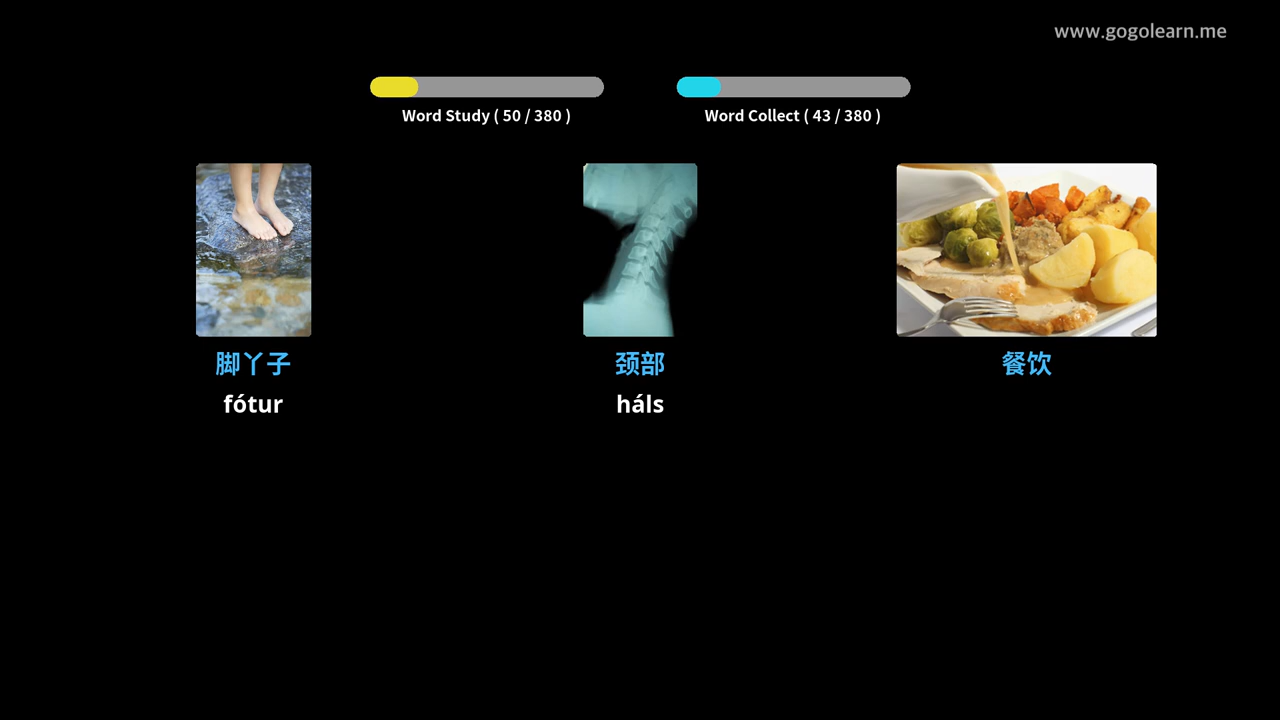 www.gogolearn.me
Word Study ( 50 / 380 )
Word Collect ( 43 / 380 )
脚丫子
颈部
餐饮
fótur
háls